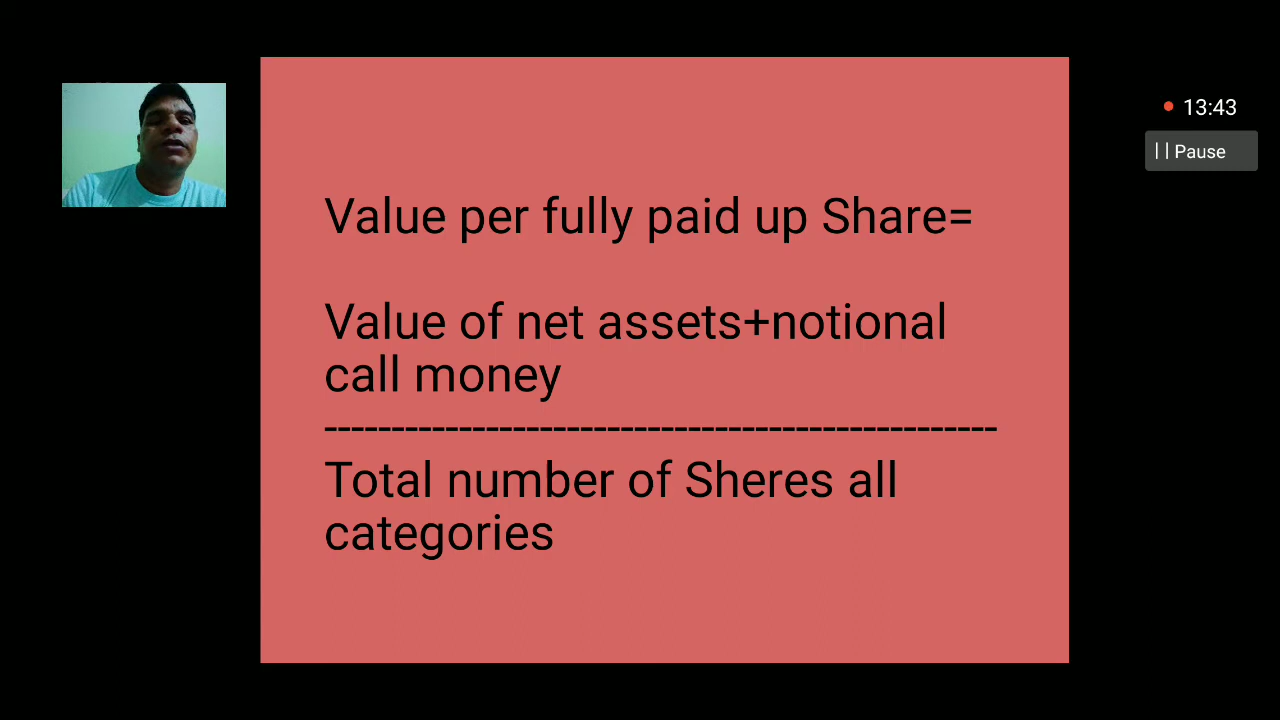 13:43
Pause
Value per fully paid up Share=
Value of net assets+notional
call money
--------------------------------------------------
Total number of Sheres all
categories